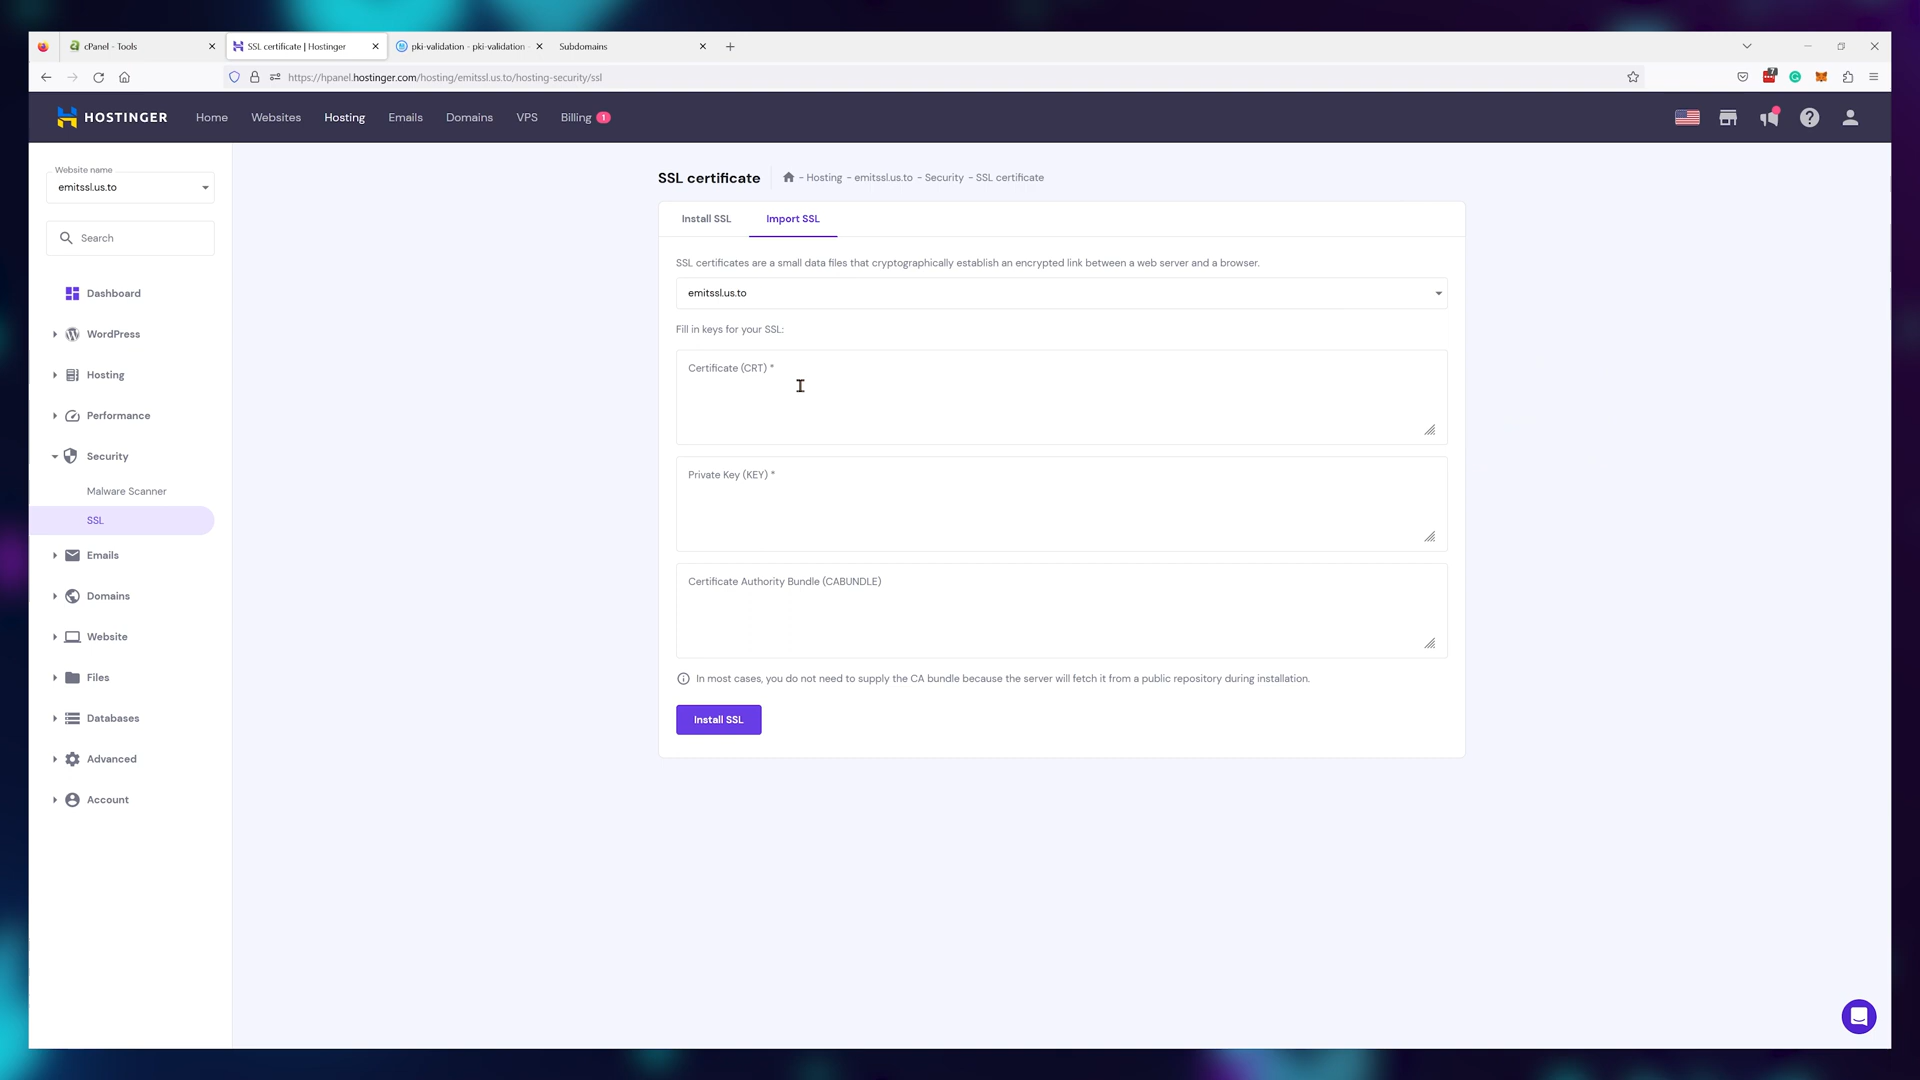 cPanel - Tools
SSL certificate | Hostinger
pki-validation - pki-validation
Subdomains
https://hpanel.hostinger.com/hosting/emitssl.us.to/hosting-security/ssl
7
HOSTINGER
Home
Websites
Hosting
Emails
Domains
VPS
Billing 1
Website name
emitssl.us.to
Search
Dashboard
WordPress
Hosting
Performance
Security
Malware Scanner
SSL
Emails
Domains
Website
Files
Databases
Advanced
Account
SSL certificate
- Hosting - emitssl.us.to - Security - SSL certificate
Install SSL
Import SSL
SSL certificates are a small data files that cryptographically establish an encrypted link between a web server and a browser.
emitssl.us.to
Fill in keys for your SSL:
Certificate (CRT) *
Private Key (KEY) *
Certificate Authority Bundle (CABUNDLE)
In most cases, you do not need to supply the CA bundle because the server will fetch it from a public repository during installation.
Install SSL